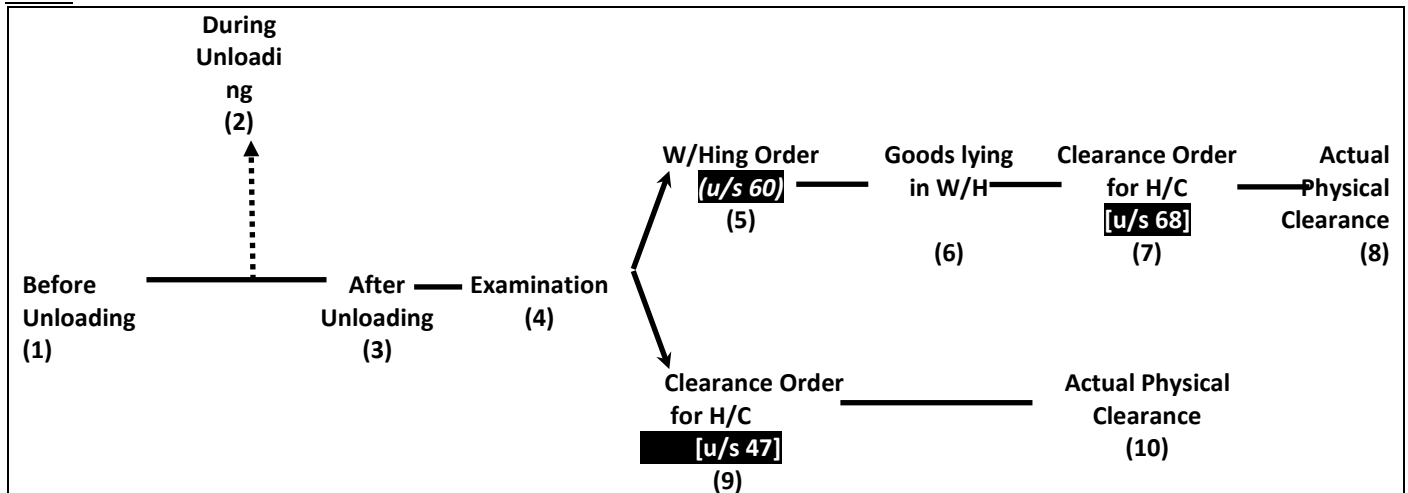 During
Unloadi
ng
(2)
W/Hing Order
(u/s 60)
(5)
Goods lying
in W/H
(6)
Clearance Order
for H/C
[u/s 68]
(7)
Actual
Physical
Clearance
(8)
Before
Unloading
(1)
After
Unloading
(3)
Examination
(4)
Clearance Order
for H/C
[u/s 47]
(9)
Actual Physical
Clearance
(10)